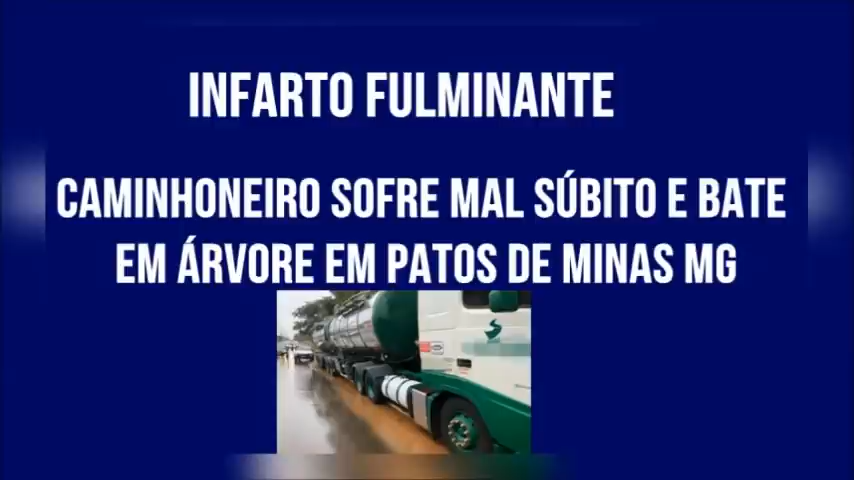 INFARTO FULMINANTE
CAMINHONEIRO SOFRE MAL SÚBITO E BATE
EM ÁRVORE EM PATOS DE MINAS MG